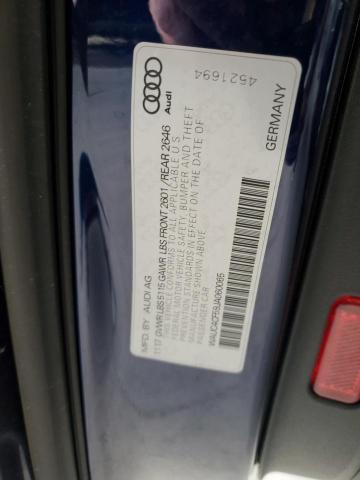 Audi
4521694
MFD. BY AUDI AG
11.17 GVWR LBS 5115 GAWR LBS FRONT 2601 / REAR 2646
THIS VEHICLE CONFORMS TO ALL APPLICABLE U S
FEDERAL MOTOR VEHICLE SAFETY, BUMPER AND THEFT
PREVENTION STANDARDS IN EFFECT ON THE DATE OF
MANUFACTURE SHOWN ABOVE.
PASSENGER CAR
WAUC4CF59JA060065
GERMANY